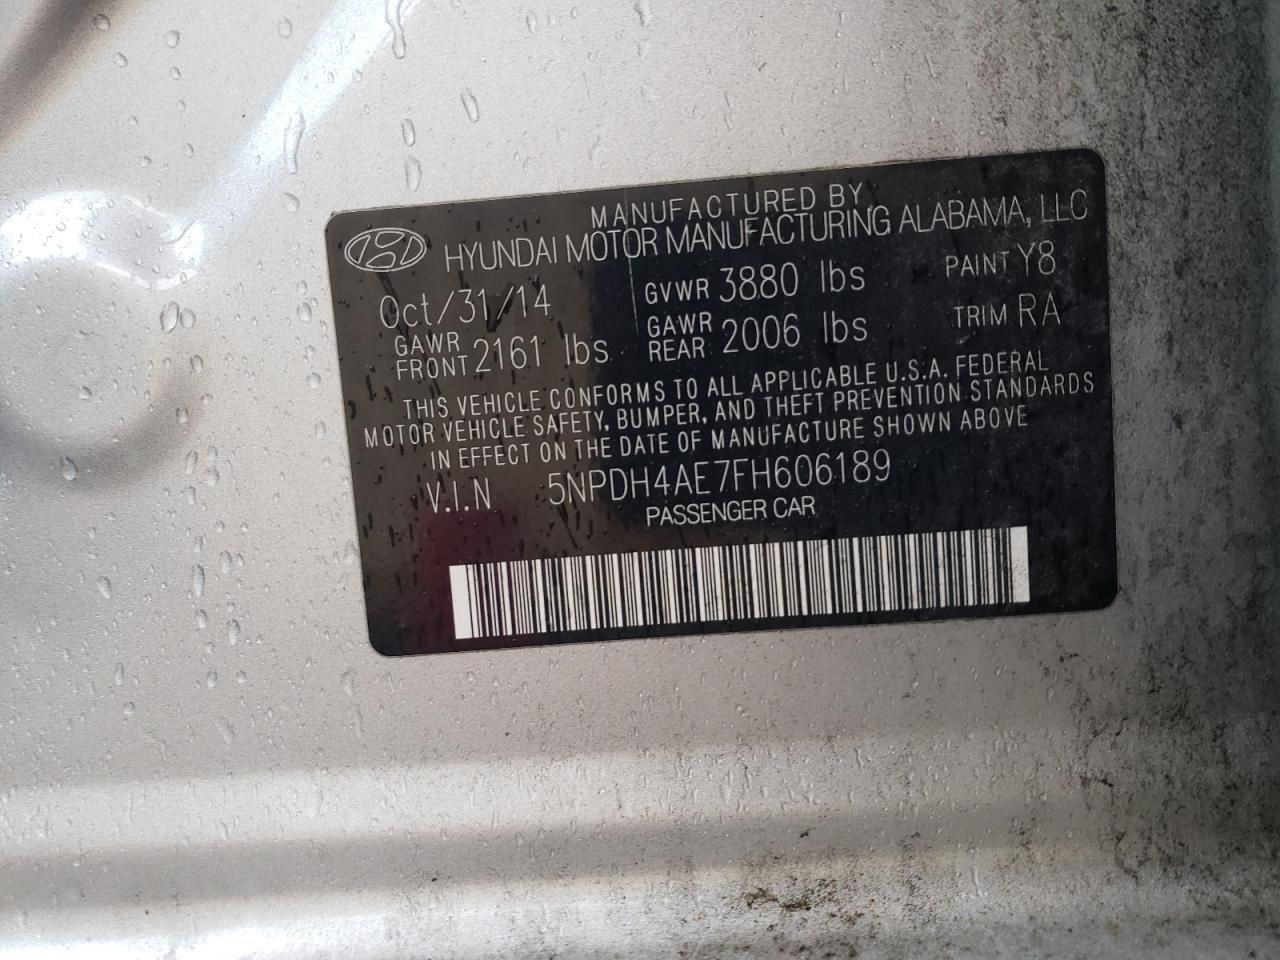 MANUFACTURED BY
HYUNDAI MOTOR MANUFACTURING ALABAMA, LLC
Oct/31/14 GVWR 3880 lbs PAINT Y8
GAWR FRONT 2161 lbs GAWR REAR 2006 lbs TRIM RA
THIS VEHICLE CONFORMS TO ALL APPLICABLE U.S.A. FEDERAL
MOTOR VEHICLE SAFETY, BUMPER, AND THEFT PREVENTION STANDARDS
IN EFFECT ON THE DATE OF MANUFACTURE SHOWN ABOVE
V.I.N 5NPDH4AE7FH606189
PASSENGER CAR